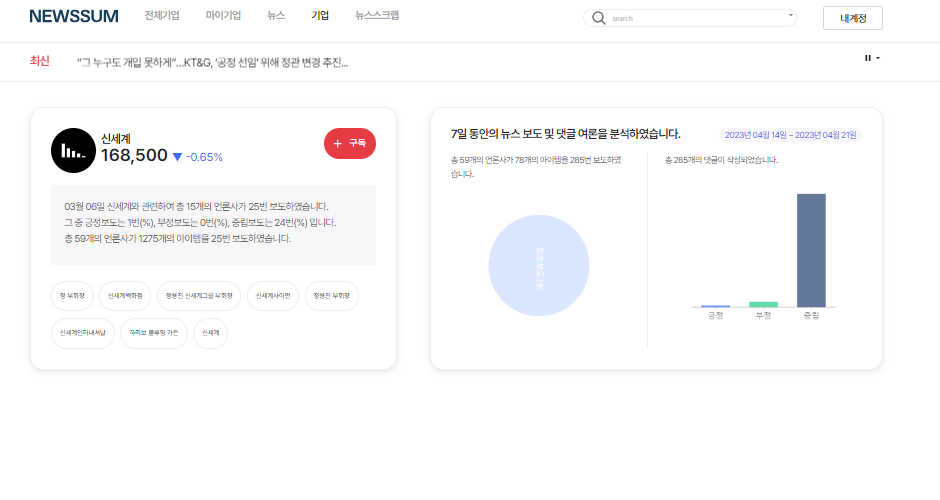 NEWSSUM 전체기업 마이기업 뉴스 기업 뉴스스크랩 search 내계정
최신 “그 누구도 개입 못하게”…KT&G, ‘공정 선임’ 위해 정관 변경 추진...
신세계
168,500 ▼ -0.65%
+ 구독
03월 06일 신세계와 관련하여 총 15개의 언론사가 25번 보도하였습니다.
그 중 긍정보도는 1번(%), 부정보도는 0번(%), 중립보도는 24번(%) 입니다.
총 59개의 언론사가 1275개의 아이템을 25번 보도하였습니다.
정 부회장 신세계백화점 정용진 신세계그룹 부회장 신세계사이먼 정용진 부회장
신세계인터내셔날 하리보 블루밍 가든 신세계
7일 동안의 뉴스 보도 및 댓글 여론을 분석하였습니다. 2023년 04월 14일 ~ 2023년 04월 21일
총 59개의 언론사가 78개의 아이템을 285번 보도하였
습니다.
총 285개의 댓글이 작성되었습니다.
긍정 부정 중립